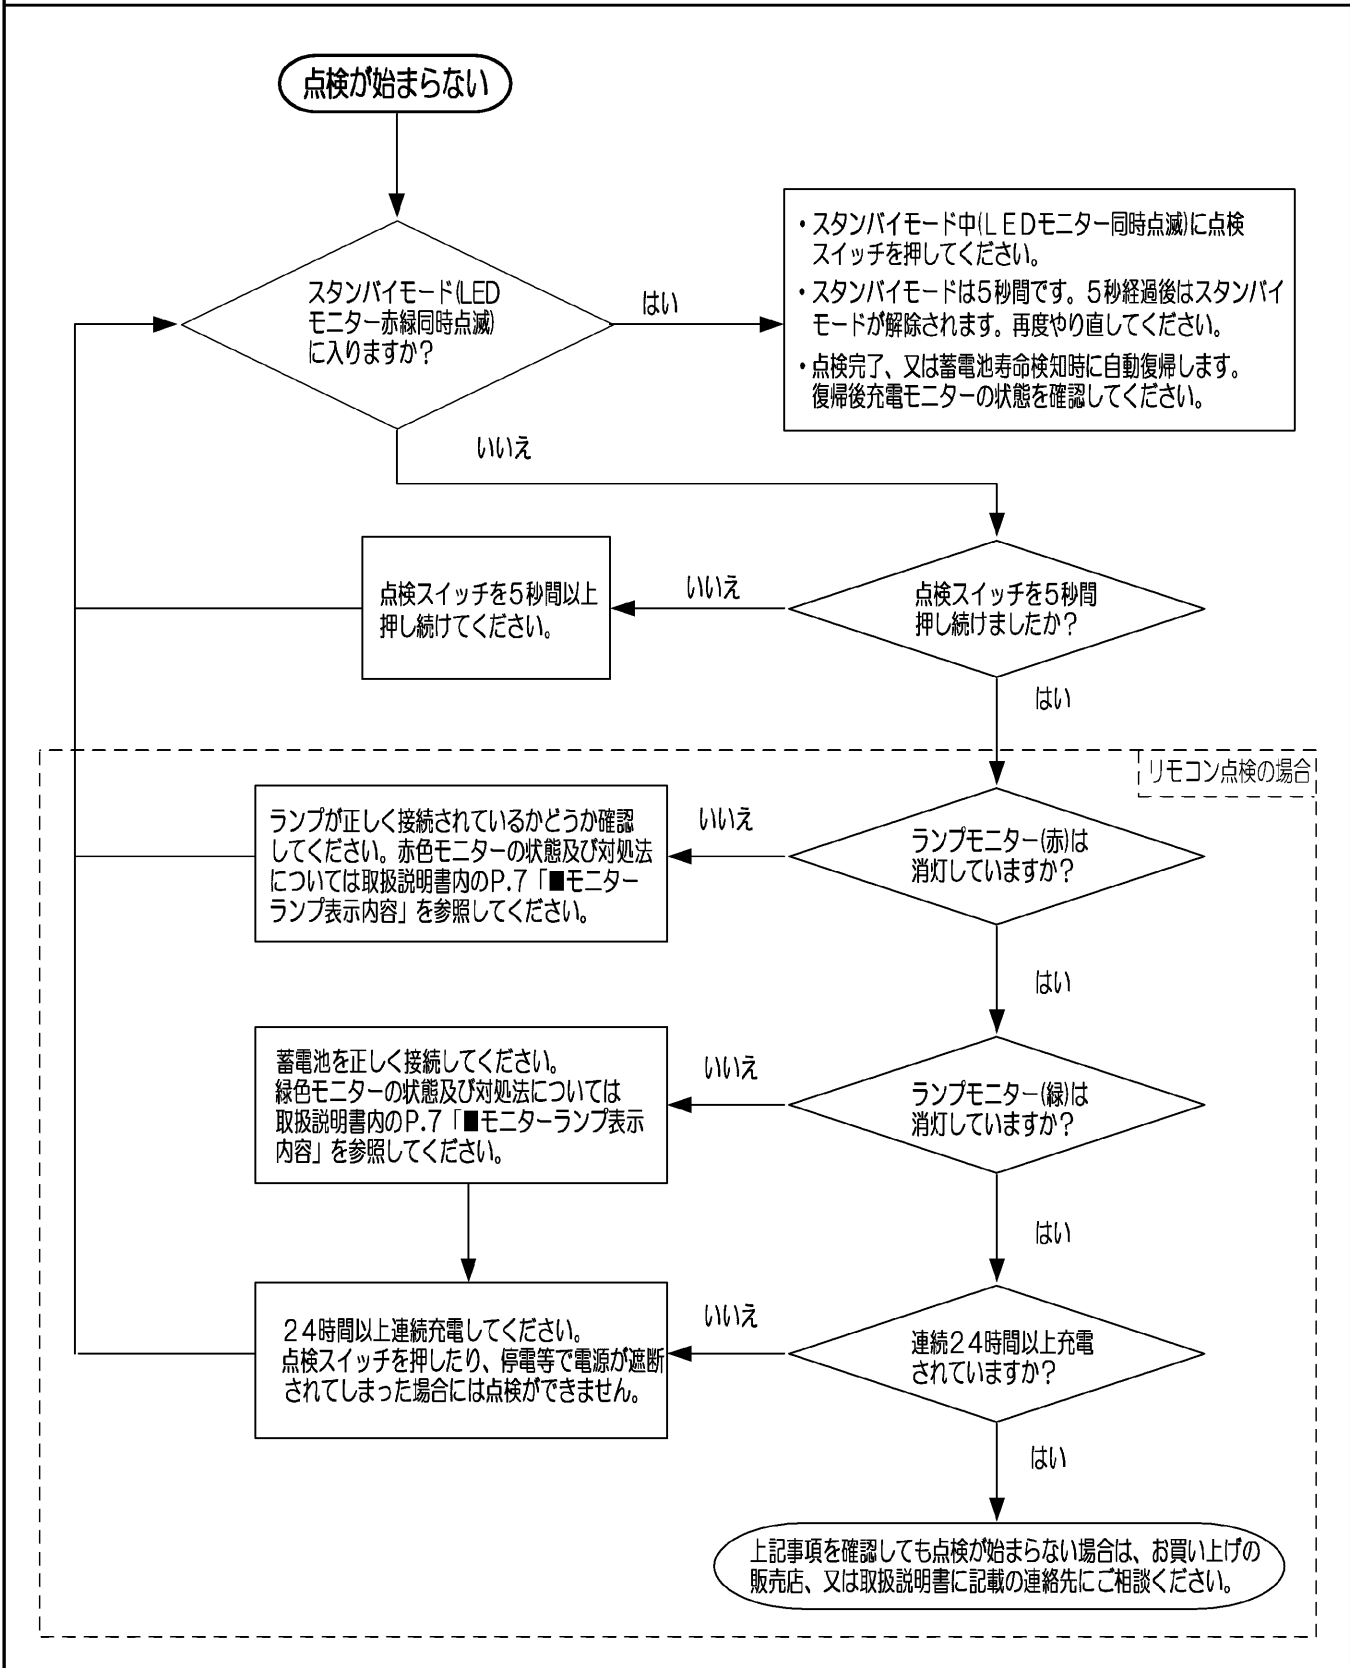 点検が始まらない
スタンバイモード(LED
モニター赤緑同時点滅)
に入りますか？
はい
・スタンバイモード中(ＬＥＤモニター同時点滅)に点検
スイッチを押してください。
・スタンバイモードは５秒間です。５秒経過後はスタンバイ
モードが解除されます。再度やり直してください。
・点検完了、又は蓄電池寿命検知時に自動復帰します。
復帰後充電モニターの状態を確認してください。
いいえ
点検スイッチを５秒間
押し続けましたか？
いいえ
点検スイッチを５秒間以上
押し続けてください。
はい
リモコン点検の場合
ランプモニター(赤)は
消灯していますか？
いいえ
ランプが正しく接続されているかどうか確認
してください。赤色モニターの状態及び対処法
については取扱説明書内のP.７「■モニター
ランプ表示内容」を参照してください。
はい
ランプモニター(緑)は
消灯していますか？
いいえ
蓄電池を正しく接続してください。
緑色モニターの状態及び対処法については
取扱説明書内のP.７「■モニターランプ表示
内容」を参照してください。
はい
連続２４時間以上充電
されていますか？
いいえ
２４時間以上連続充電してください。
点検スイッチを押したり、停電等で電源が遮断
されてしまった場合には点検ができません。
はい
上記事項を確認しても点検が始まらない場合は、お買い上げの
販売店、又は取扱説明書に記載の連絡先にご相談ください。